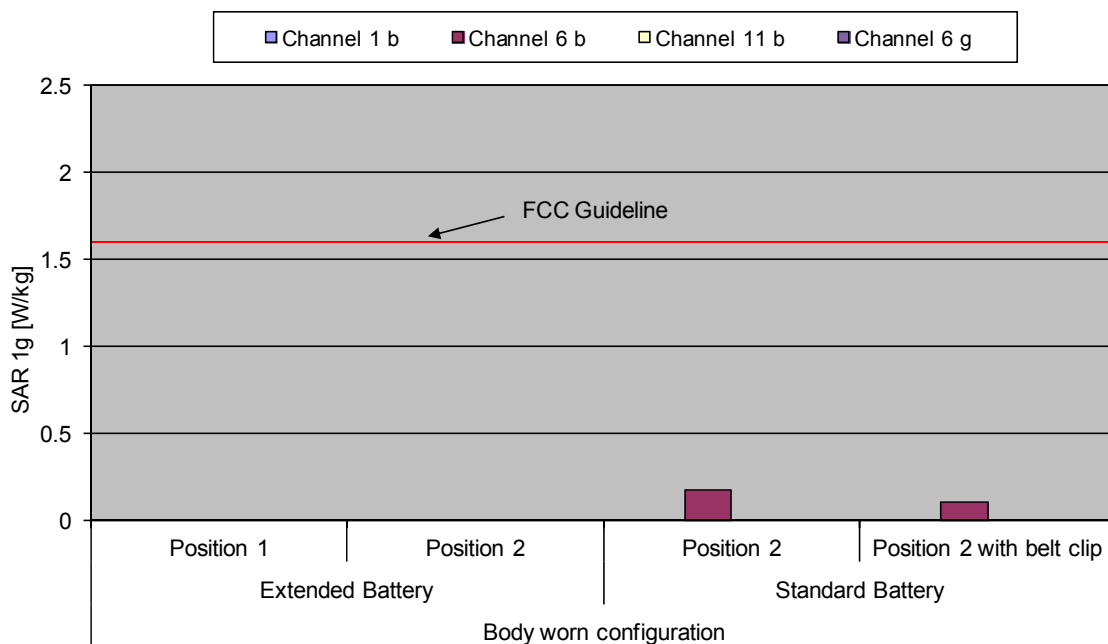 Channel 1 b Channel 6 b Channel 11 b Channel 6 g
2.5
2
FCC Guideline
1.5
1
0.5
0
SAR 1g [W/kg]
Position 1 Position 2 Position 2 Position 2 with belt clip
Extended Battery Standard Battery
Body worn configuration